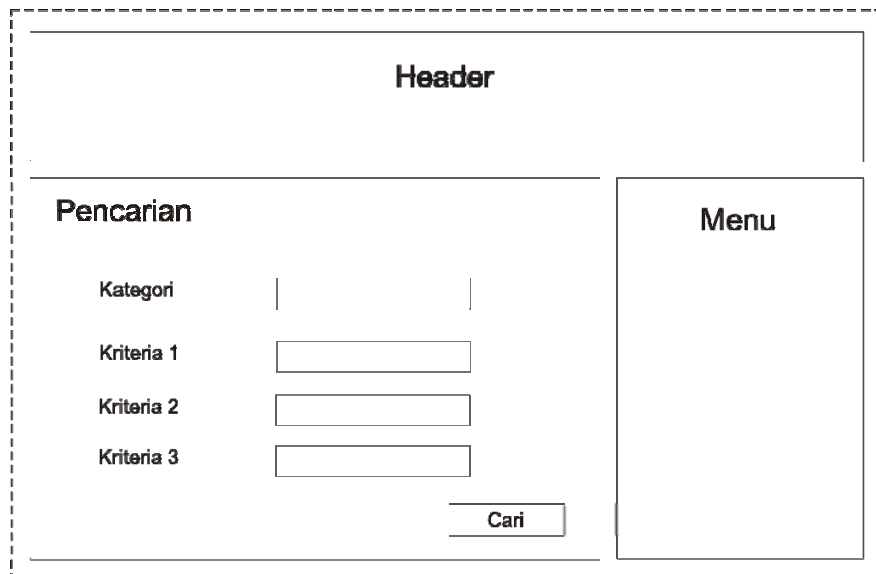 Header
Pencarian
Menu
Kategori
Kriteria 1
Kriteria 2
Kriteria 3
Cari